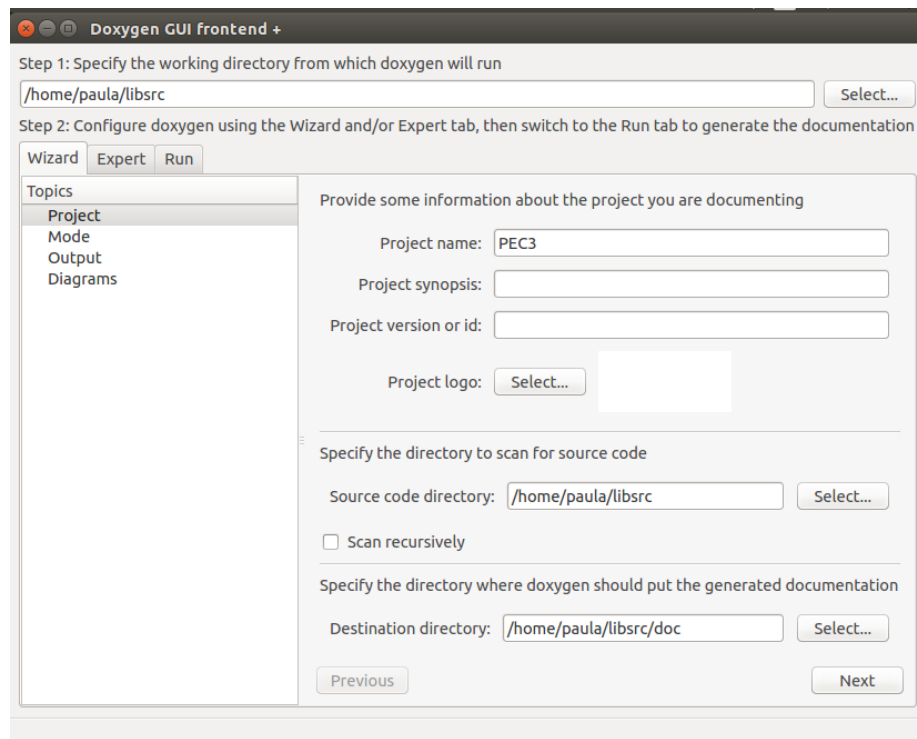 Doxygen GUI frontend +
Step 1: Specify the working directory from which doxygen will run
/home/paula/libsrc
Select...
Step 2: Configure doxygen using the Wizard and/or Expert tab, then switch to the Run tab to generate the documentation
Wizard Expert Run
Topics
Project
Mode
Output
Diagrams
Provide some information about the project you are documenting
Project name: PEC3
Project synopsis:
Project version or id:
Project logo: Select...
Specify the directory to scan for source code
Source code directory: /home/paula/libsrc Select...
Scan recursively
Specify the directory where doxygen should put the generated documentation
Destination directory: /home/paula/libsrc/doc Select...
Previous Next